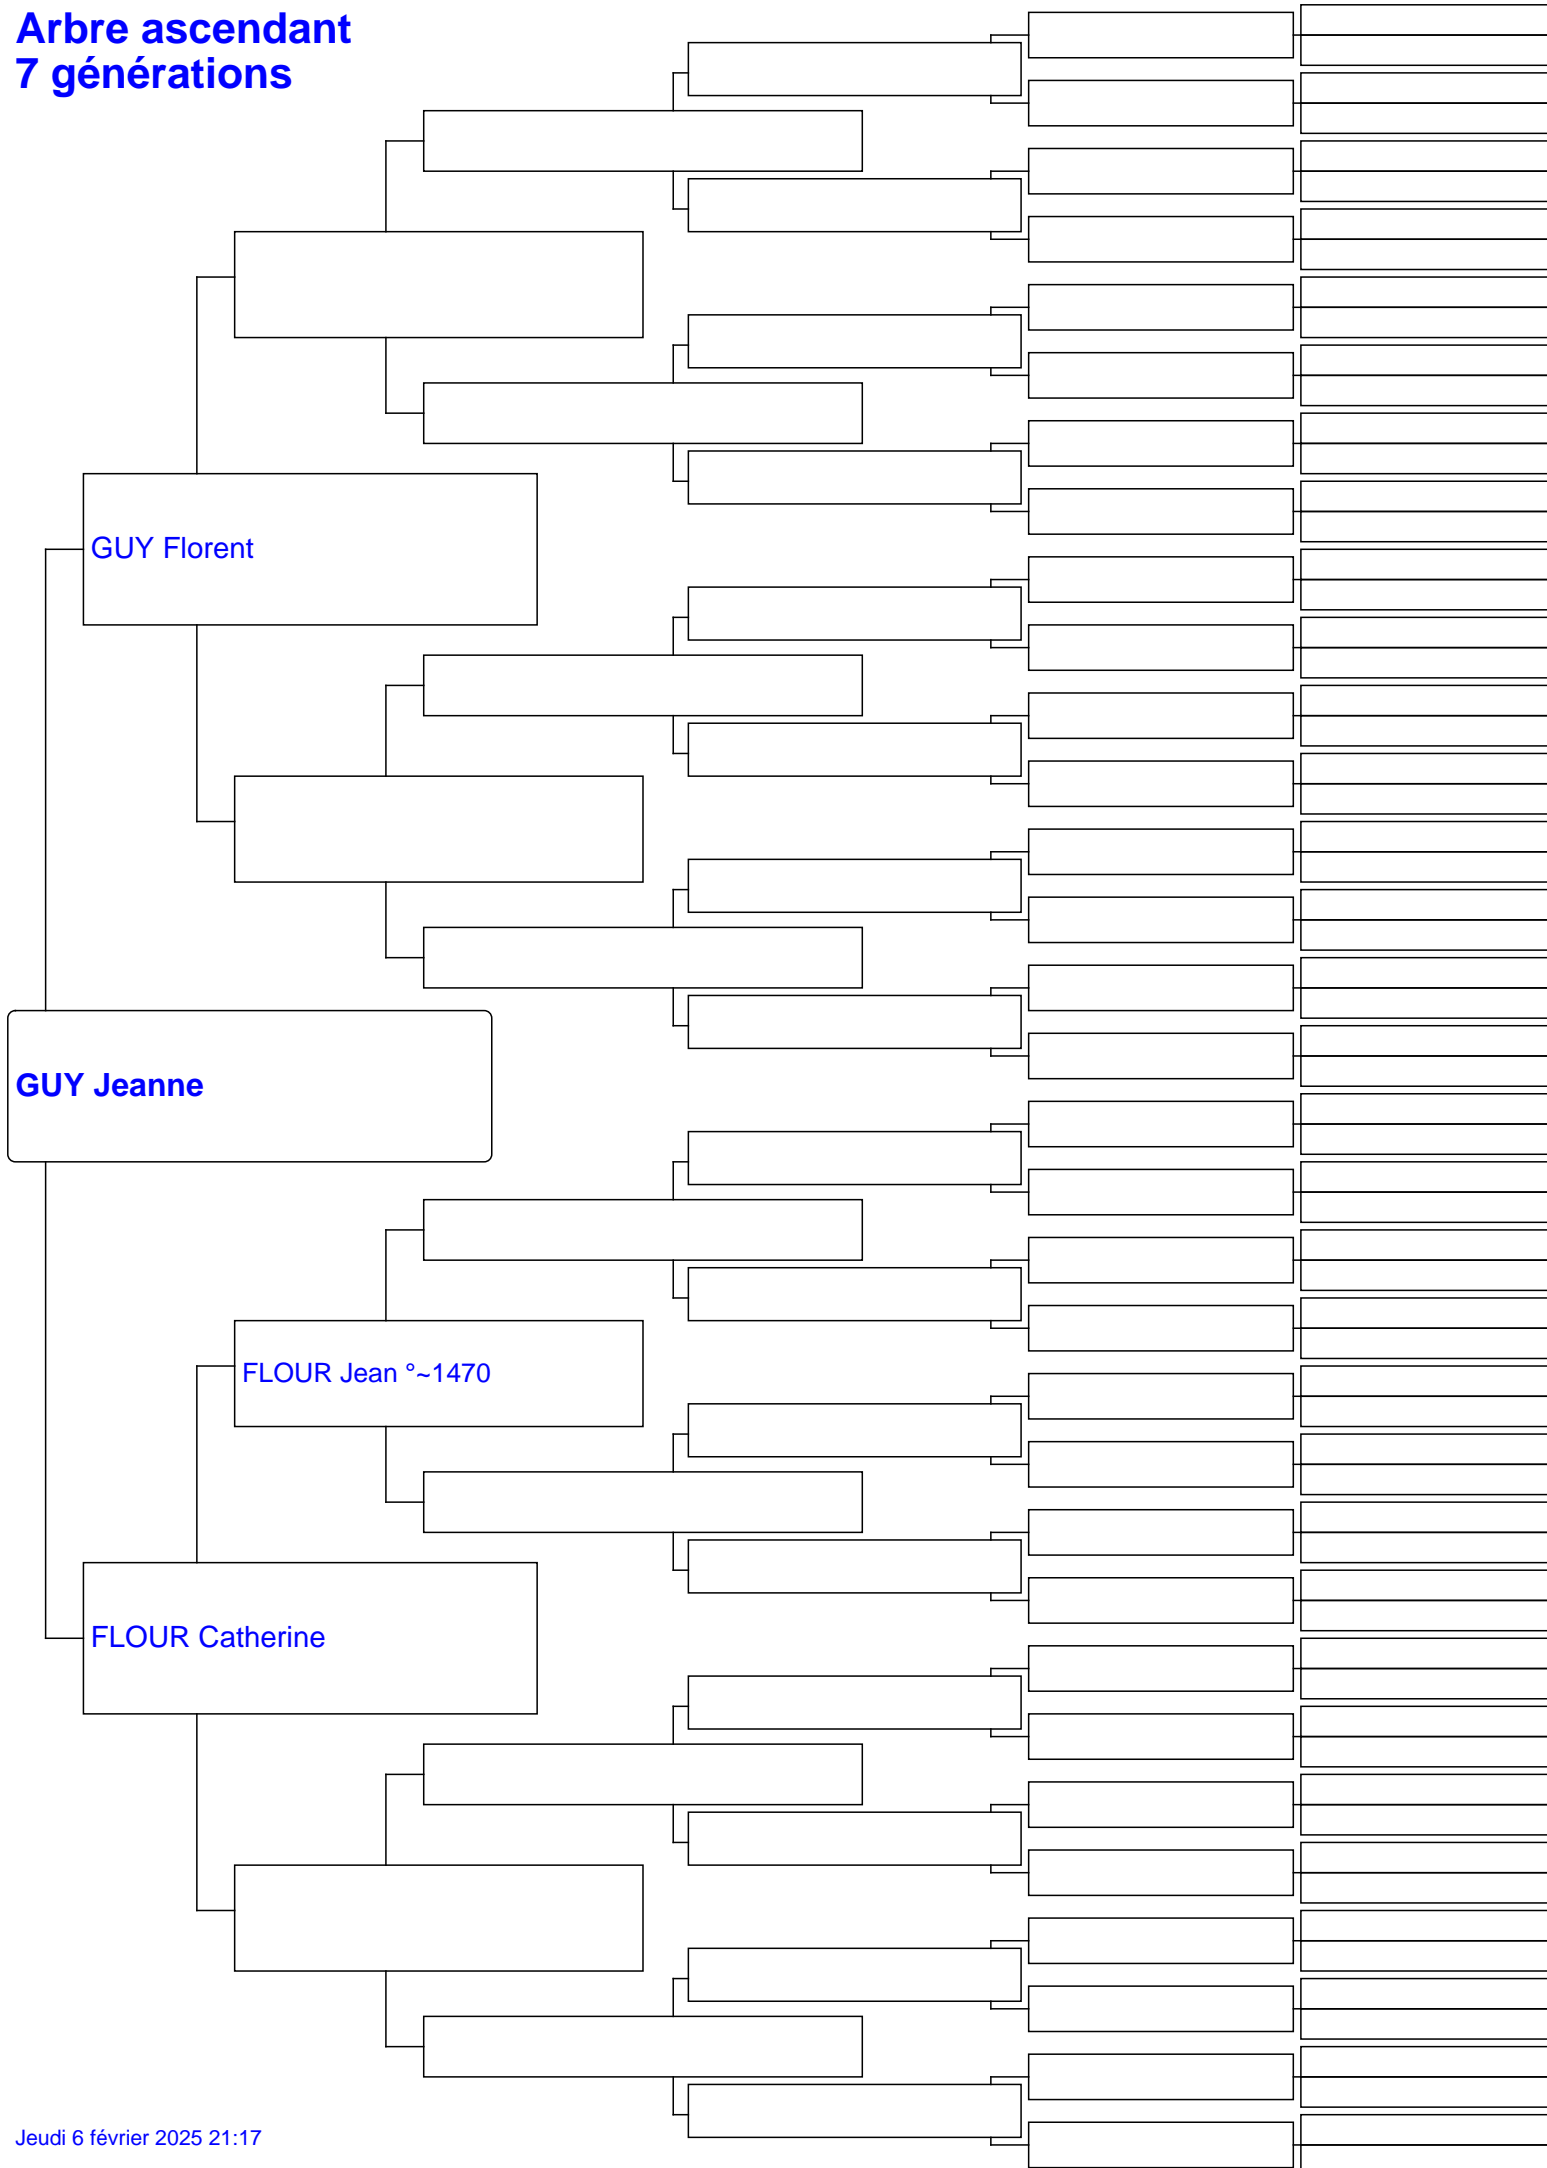 Arbre ascendant
7 générations
GUY Florent
GUY Jeanne
FLOUR Jean °~1470
FLOUR Catherine
Jeudi 6 février 2025 21:17